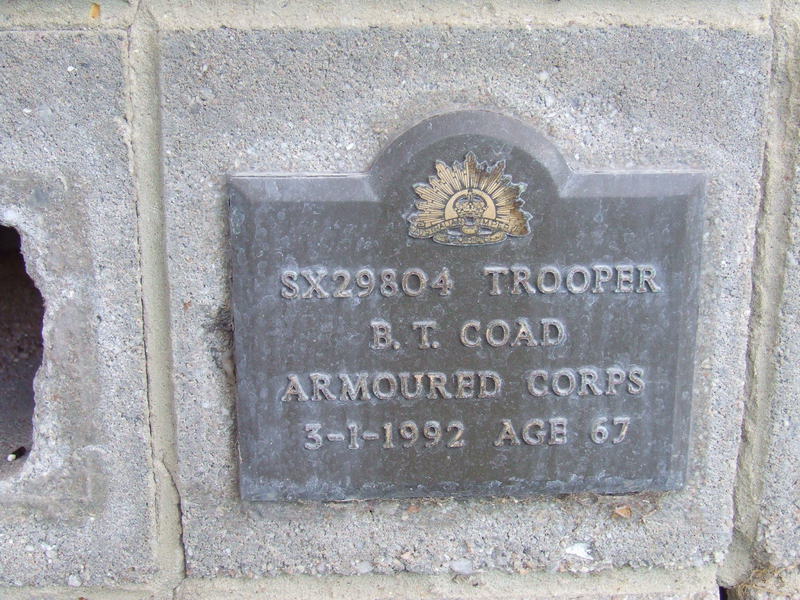 SX29804 TROOPER
B. T. COAD
ARMOURED CORPS
3-1-1992 AGE 67